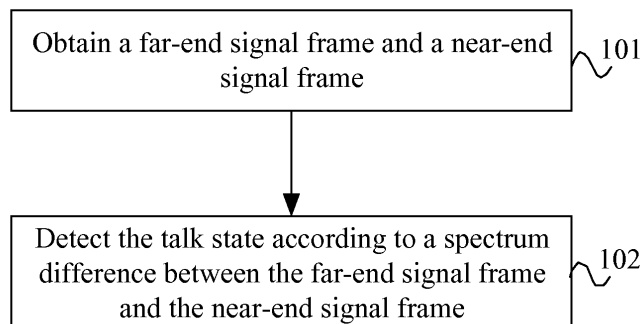 Obtain a far-end signal frame and a near-end
signal frame
101
Detect the talk state according to a spectrum
difference between the far-end signal frame
and the near-end signal frame
102